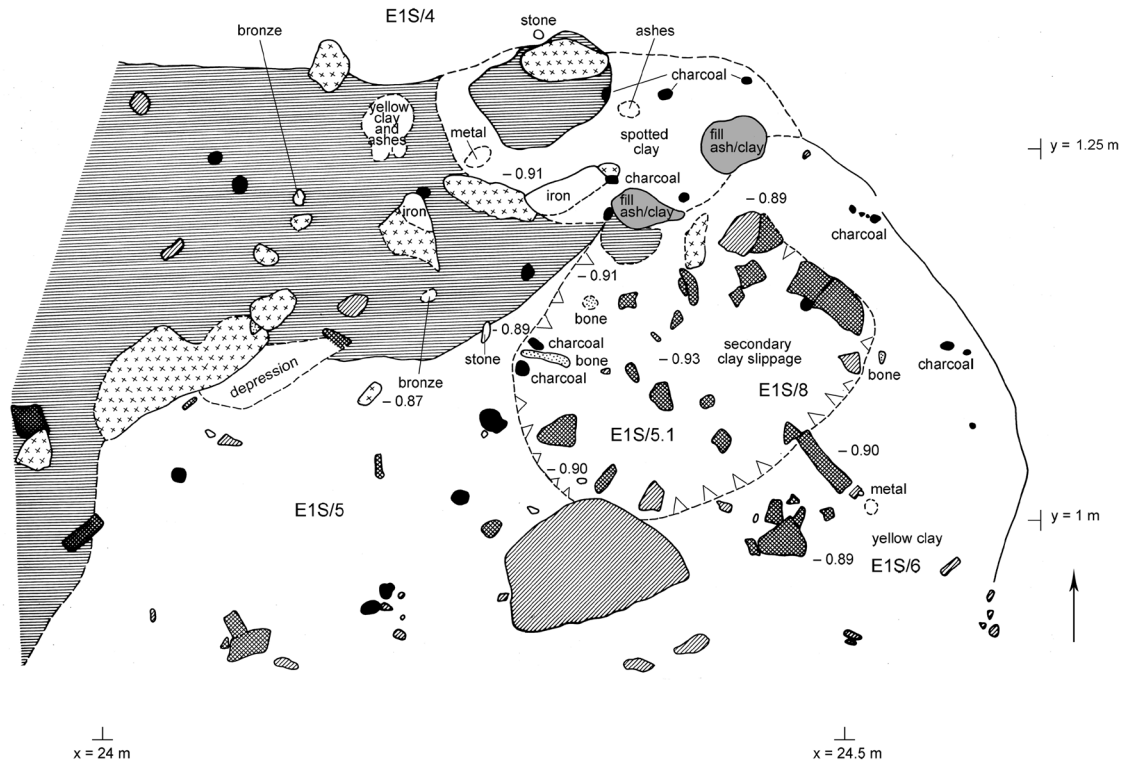 E1S/4
stone
bronze
ashes
charcoal
yellow
clay
and
ashes
metal
spotted
clay
fill
ash/clay
y = 1.25 m
– 0.91
charcoal
iron
iron
fill
ash/clay
– 0.89
charcoal
– 0.91
bone
– 0.89
stone
charcoal
bone
charcoal
– 0.93
secondary
clay slippage
bone
charcoal
depression
bronze
– 0.87
E1S/8
E1S/5.1
– 0.90
– 0.90
metal
E1S/5
y = 1 m
yellow clay
– 0.89
E1S/6
x = 24 m
x = 24.5 m